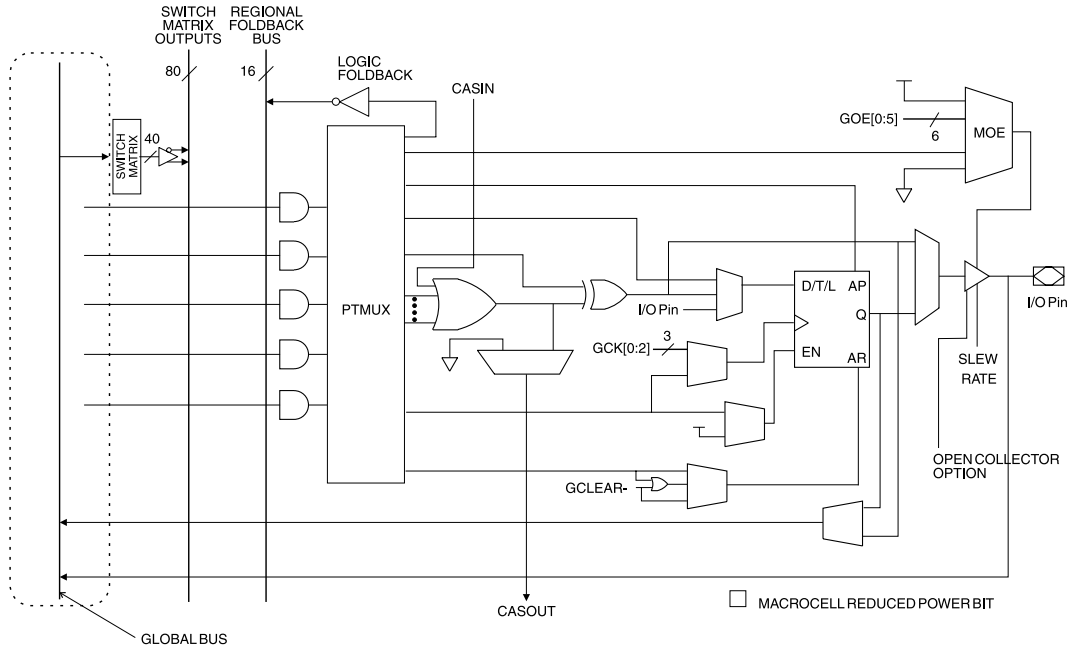 SWITCH
MATRIX
OUTPUTS
REGIONAL
FOLDBACK
BUS
80
16
LOGIC
FOLDBACK
CASIN
SWITCH
MATRIX
40
GOE[0:5]
6
MOE
PTMUX
D/T/L
AP
Q
EN
AR
I/O Pin
I/O Pin
GCK[0:2]
3
SLEW
RATE
OPEN COLLECTOR
OPTION
GCLEAR-
CASOUT
MACROCELL REDUCED POWER BIT
GLOBAL BUS